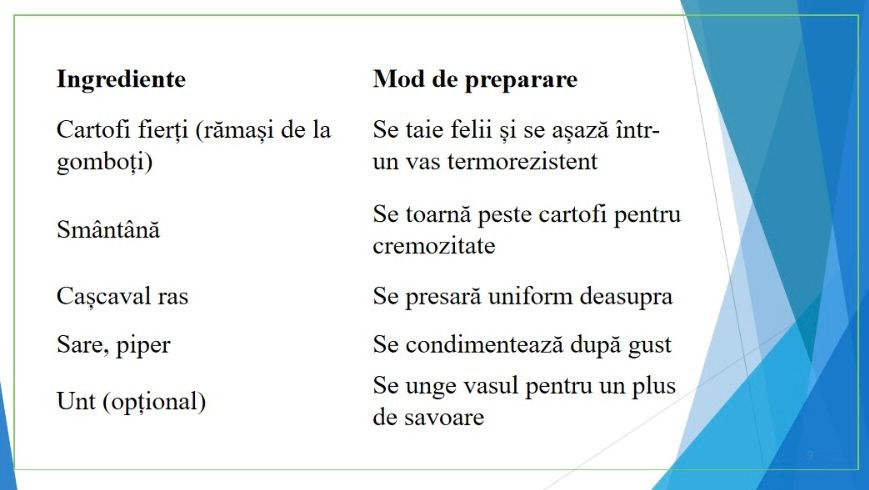 Ingrediente Mod de preparare
Cartofi fierți (rămași de la
gomboți)
Se taie felii și se așază într-
un vas termorezistent
Smântână
Se toarnă peste cartofi pentru
cremozitate
Cașcaval ras
Se presară uniform deasupra
Sare, piper
Se condimentează după gust
Unt (opțional)
Se unge vasul pentru un plus
de savoare
9